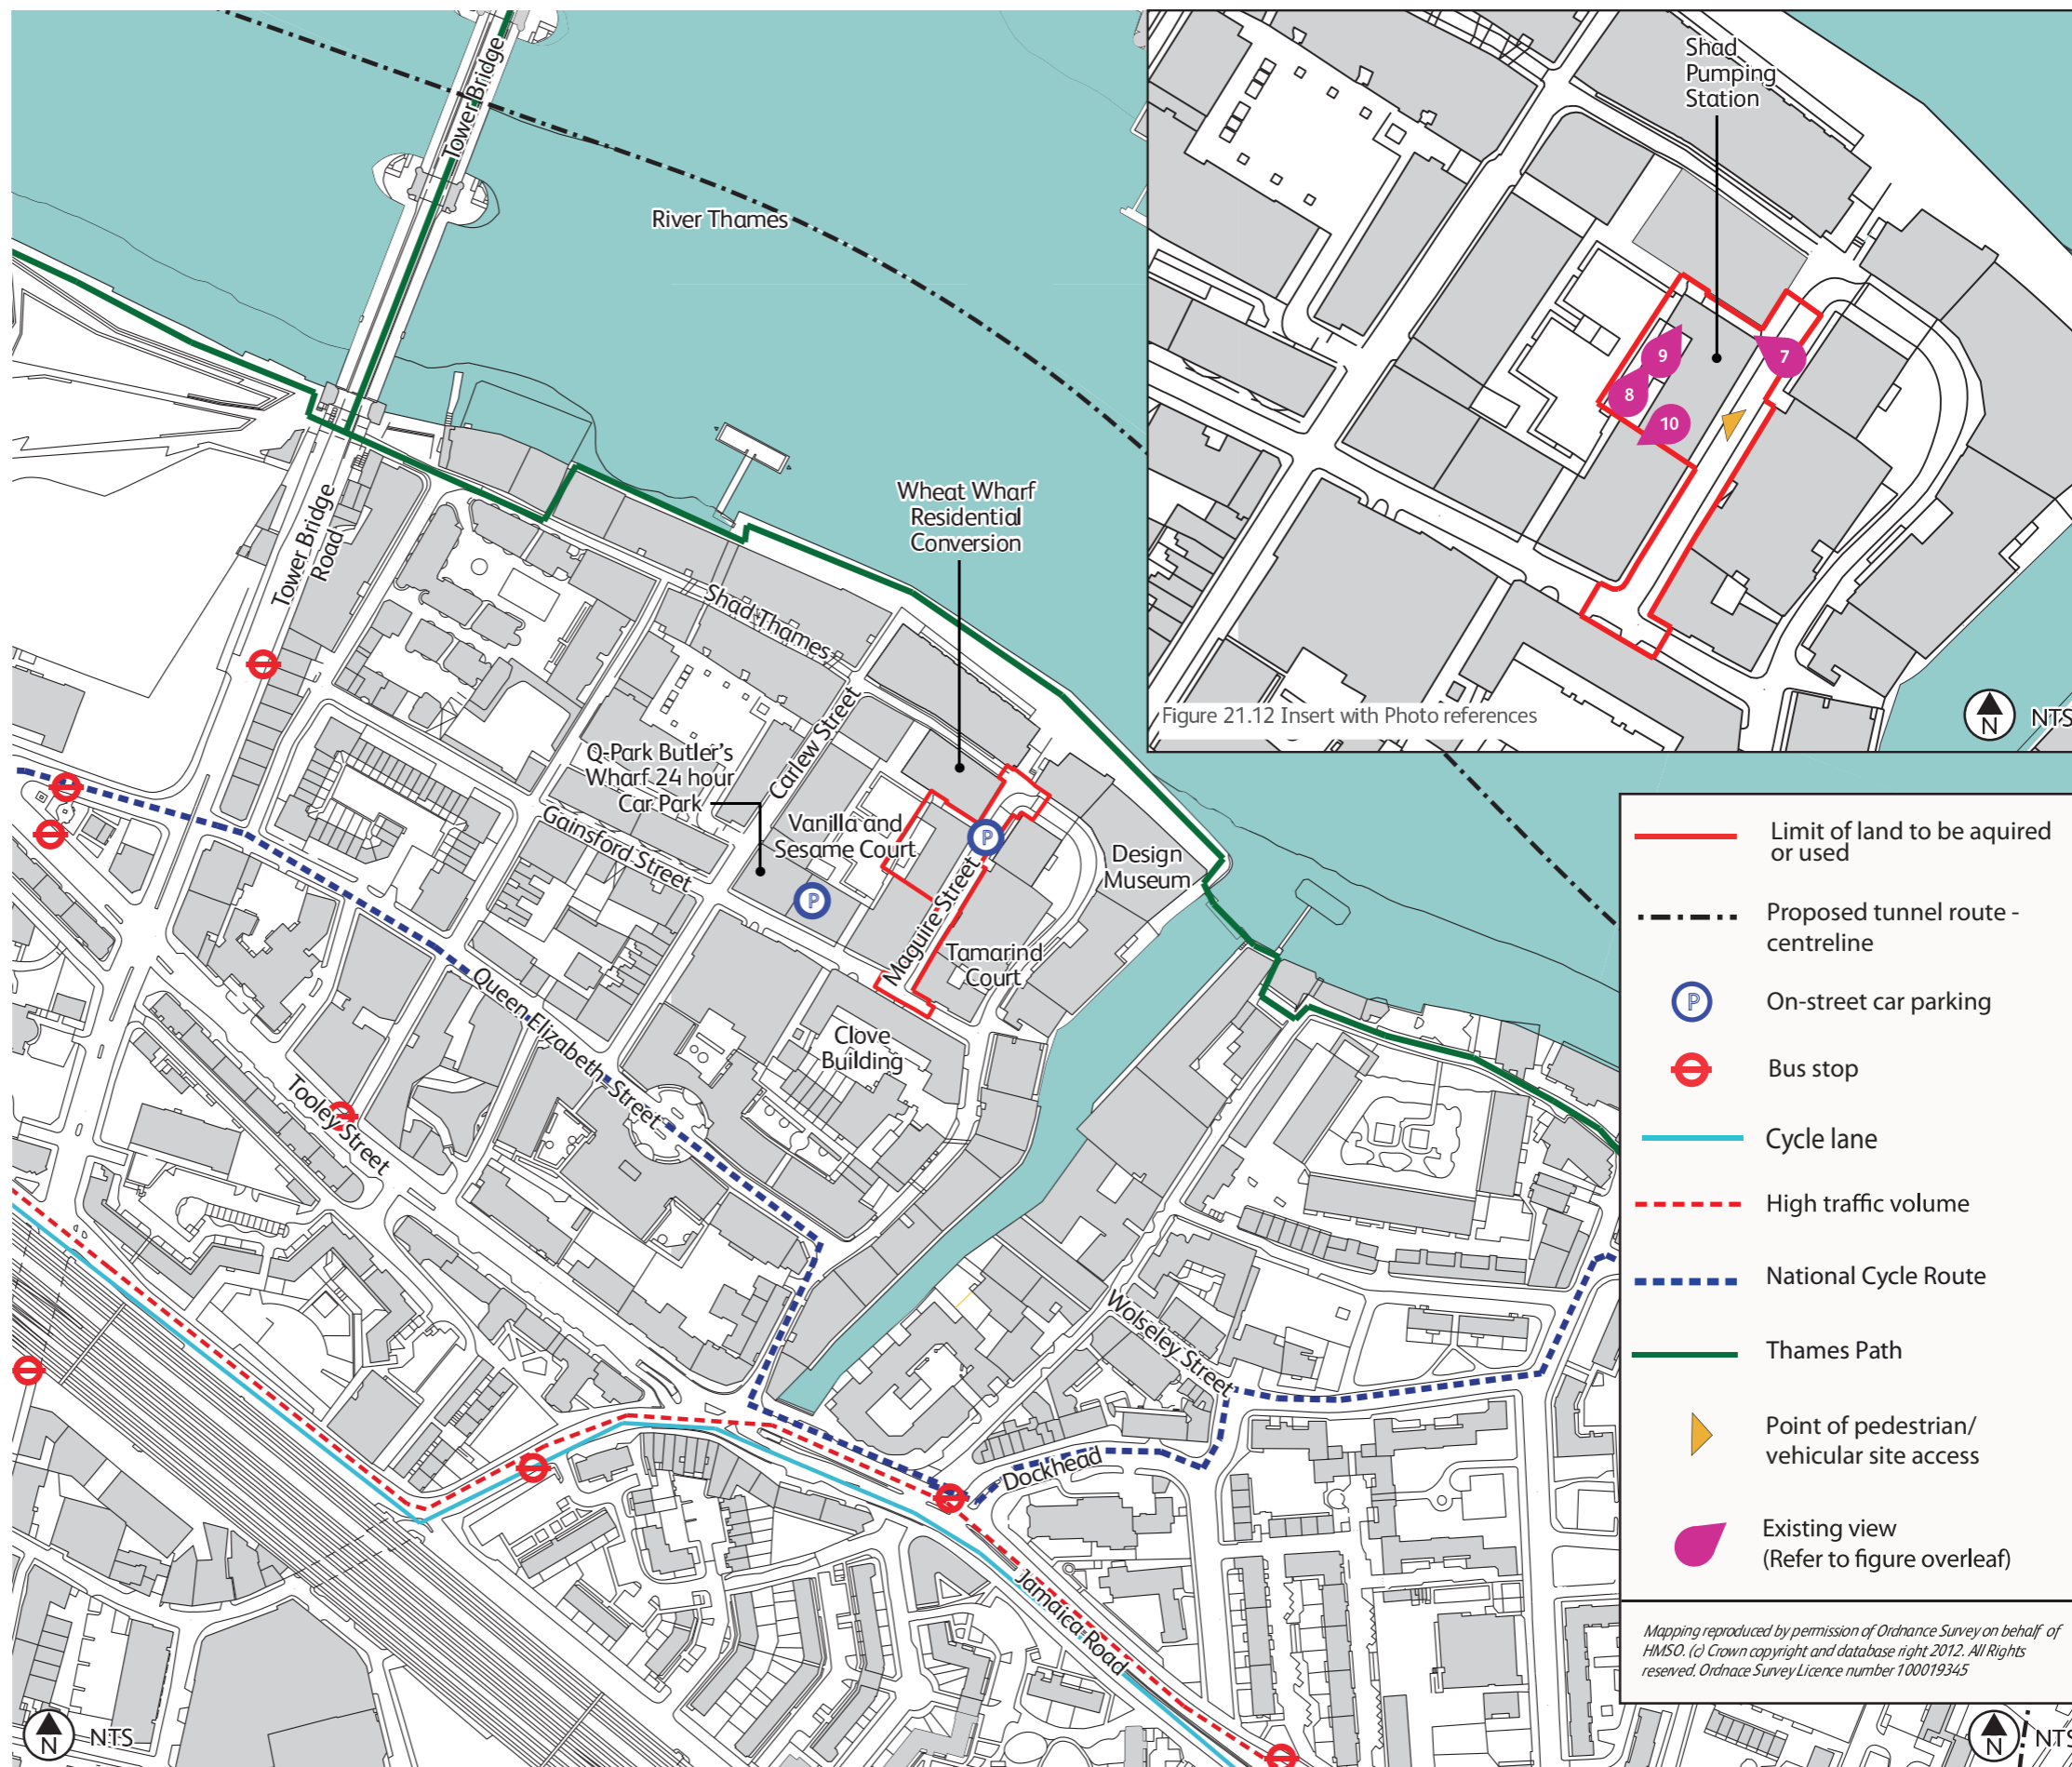 Tower Bridge
River Thames
Shad
Pumping
Station
9
7
8
10
Figure 21.12 Insert with Photo references
N
NTS
Tower Bridge
Road
Wheat Wharf
Residential
Conversion
Shad Thames
Q-Park Butler's
Wharf 24 hour
Car Park
Carlew Street
Gainsford Street
Vanilla and
Sesame Court
P
P
Maguire Street
Design
Museum
Tamarind
Court
Clove
Building
Queen Elizabeth Street
Tooley Street
Wolseley Street
Dockhead
Jamaica Road
N
NTS
Limit of land to be aquired
or used
Proposed tunnel route -
centreline
P
On-street car parking
Bus stop
Cycle lane
High traffic volume
National Cycle Route
Thames Path
Point of pedestrian/
vehicular site access
Existing view
(Refer to figure overleaf)
Mapping reproduced by permission of Ordnance Survey on behalf of
HMSO. (c) Crown copyright and database right 2012. All Rights
reserved. Ordnace Survey Licence number 100019345
N
NTS